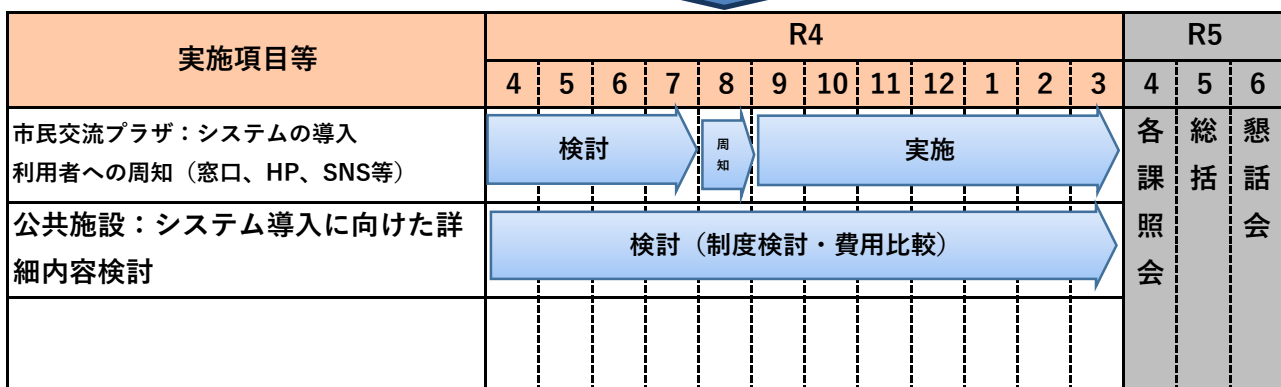 実施項目等
R4
R5
4 5 6 7 8 9 10 11 12 1 2 3 4 5 6
市民交流プラザ：システムの導入
利用者への周知（窓口、HP、SNS等）
検討
周知
実施
公共施設：システム導入に向けた詳
細内容検討
検討（制度検討・費用比較）
各課照会
総括
懇話会